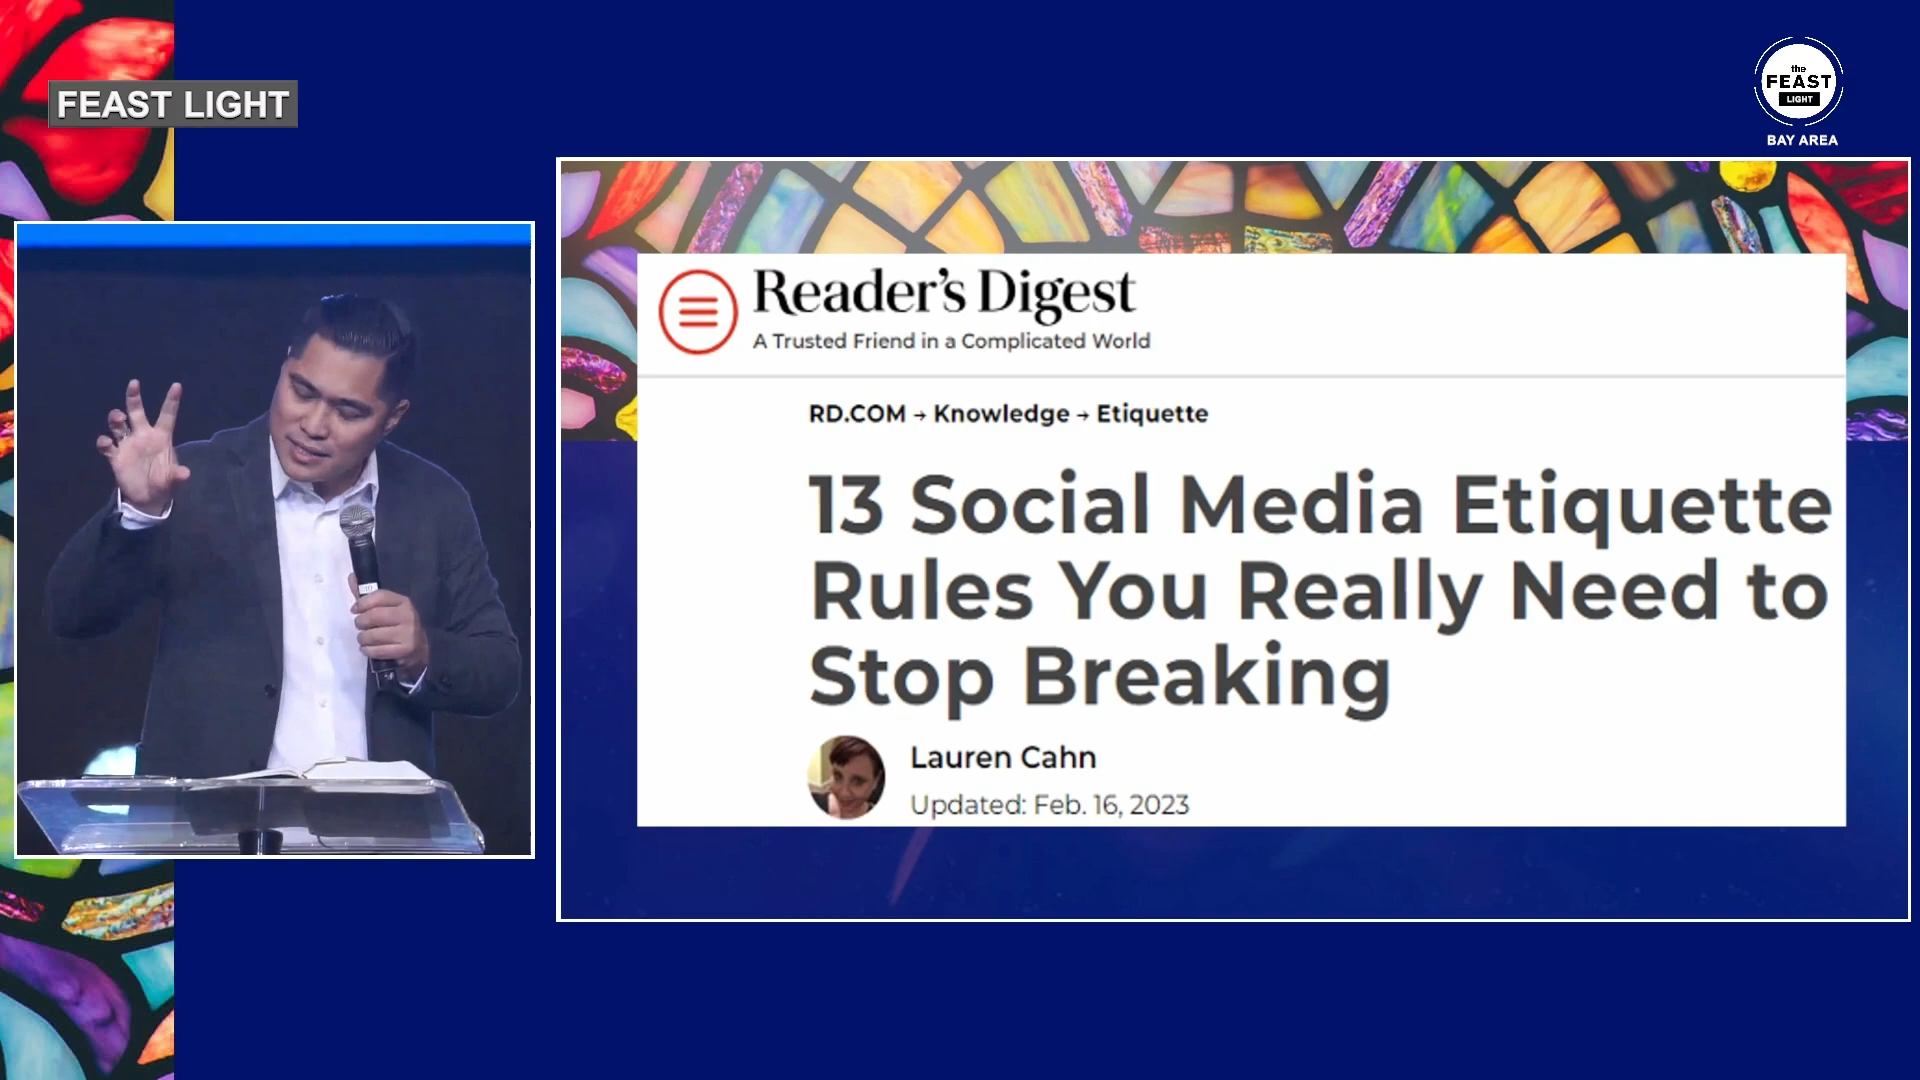 FEAST LIGHT
the
FEAST
LIGHT
BAY AREA
Reader's Digest
A Trusted Friend in a Complicated World
RD.COM → Knowledge → Etiquette
13 Social Media Etiquette
Rules You Really Need to
Stop Breaking
Lauren Cahn
Updated: Feb. 16, 2023